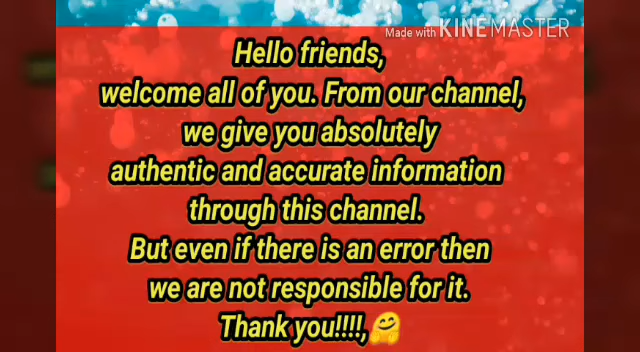 Made with KINEMASTER
Hello friends,
welcome all of you. From our channel,
we give you absolutely
authentic and accurate information
through this channel.
But even if there is an error then
we are not responsible for it.
Thank you!!!!,🤗